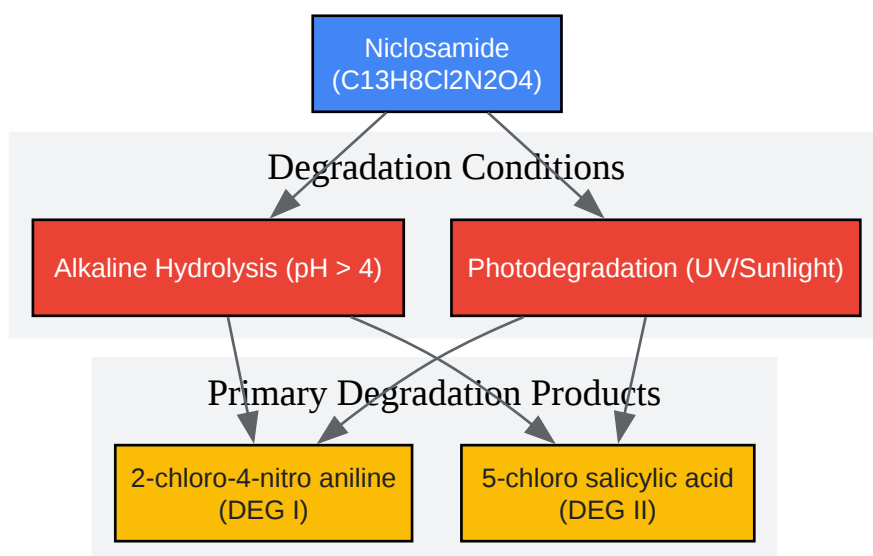 Niclosamide
(C13H8Cl2N2O4)
Degradation Conditions
Alkaline Hydrolysis (pH > 4)
Photodegradation (UV/Sunlight)
Primary Degradation Products
2-chloro-4-nitro aniline
(DEG I)
5-chloro salicylic acid
(DEG II)